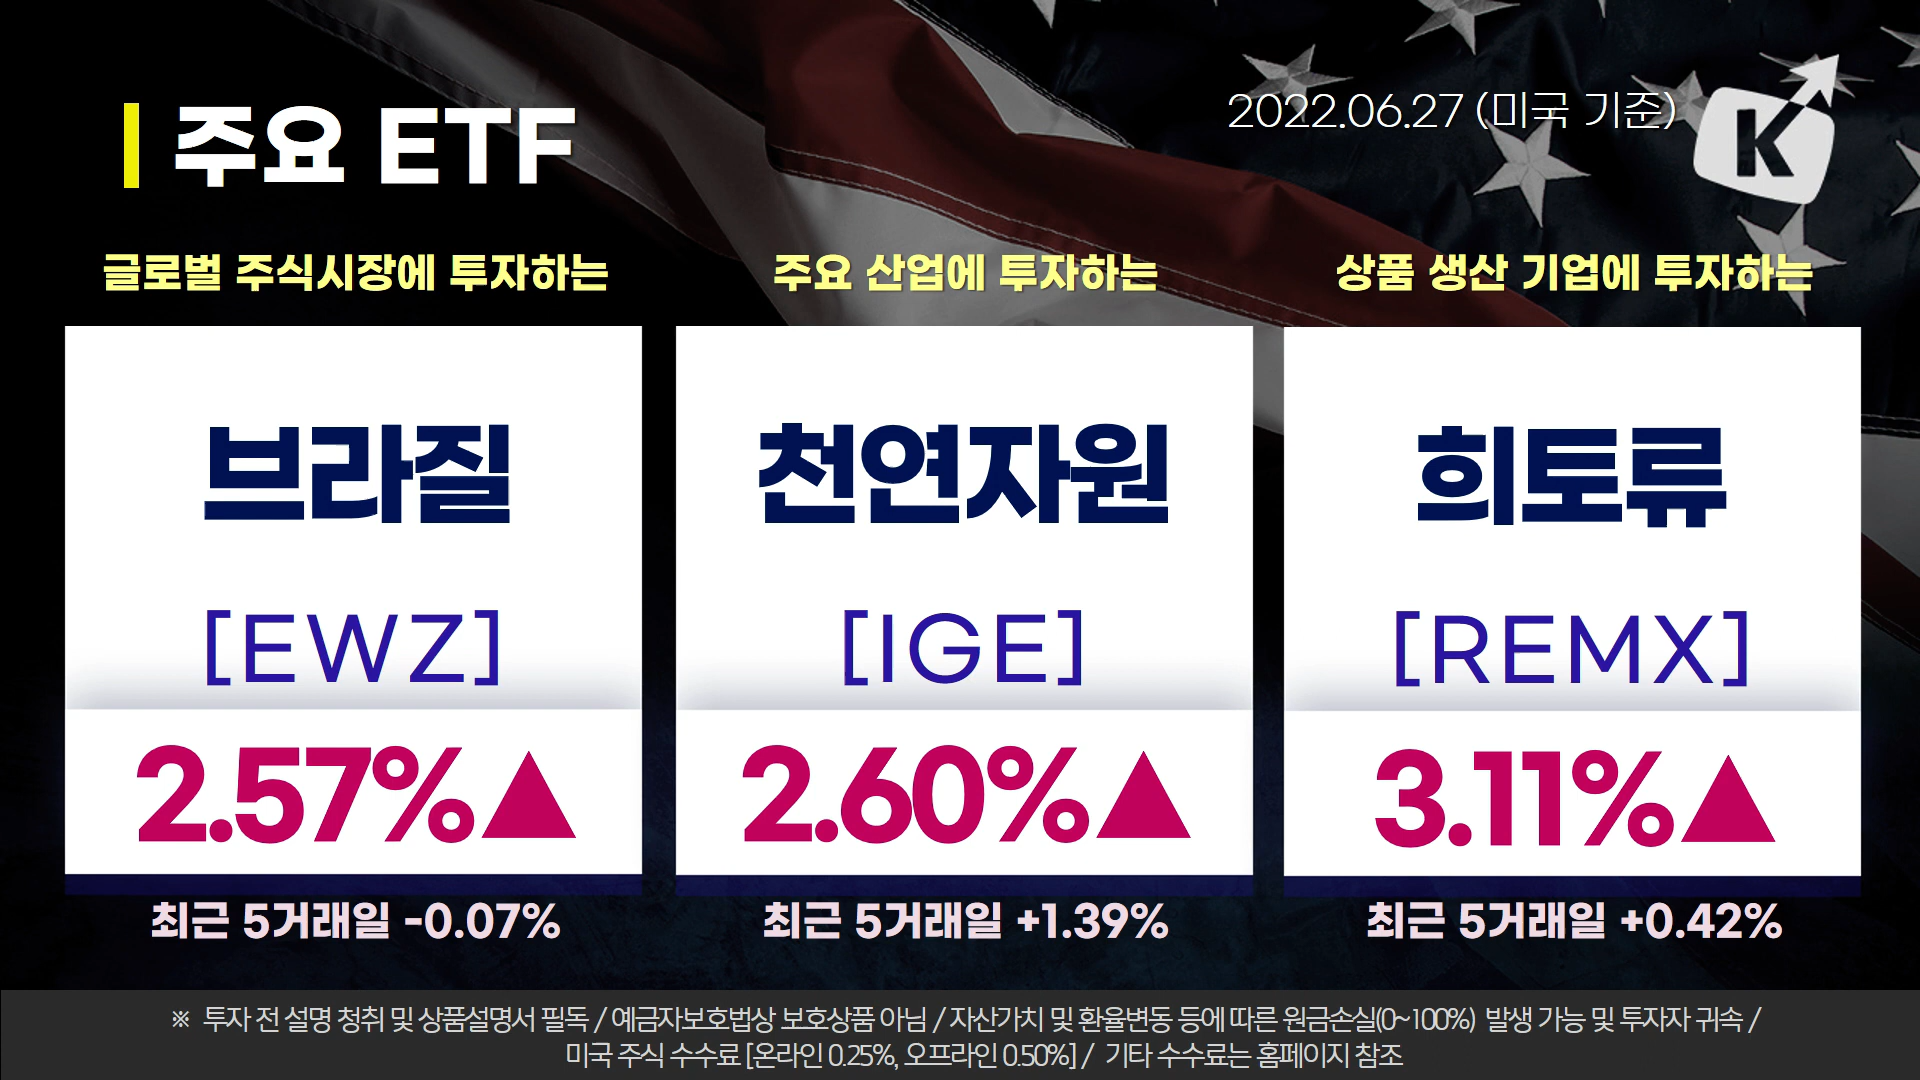 주요 ETF
2022.06.27 (미국 기준)
K
글로벌 주식시장에 투자하는
브라질
[EWZ]
2.57%▲
최근 5거래일 -0.07%
주요 산업에 투자하는
천연자원
[IGE]
2.60%▲
최근 5거래일 +1.39%
상품 생산 기업에 투자하는
희토류
[REMX]
3.11%▲
최근 5거래일 +0.42%
※ 투자 전 설명 청취 및 상품설명서 필독 / 예금자보호법상 보호상품 아님 / 자산가치 및 환율변동 등에 따른 원금손실(0~100%) 발생 가능 및 투자자 귀속 /
미국 주식 수수료 [온라인 0.25%, 오프라인 0.50%] / 기타 수수료는 홈페이지 참조